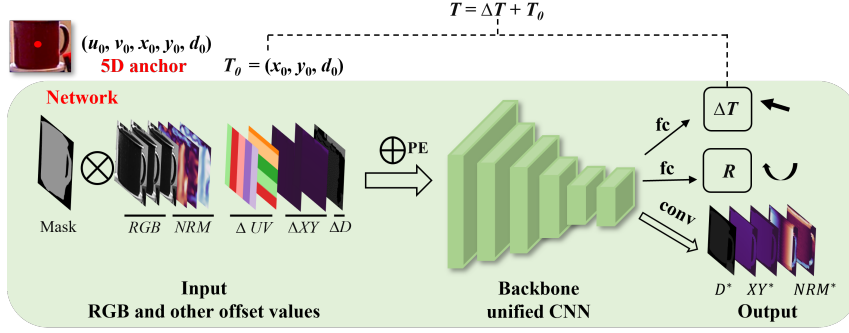 T = ΔT + T₀
(u₀, v₀, x₀, y₀, d₀)
5D anchor
T₀ = (x₀, y₀, d₀)
Network
PE
fc
ΔT
fc
R
conv
Mask
RGB
NRM
Δ UV
ΔXY
ΔD
D*
XY*
NRM*
Input
RGB and other offset values
Backbone
unified CNN
Output